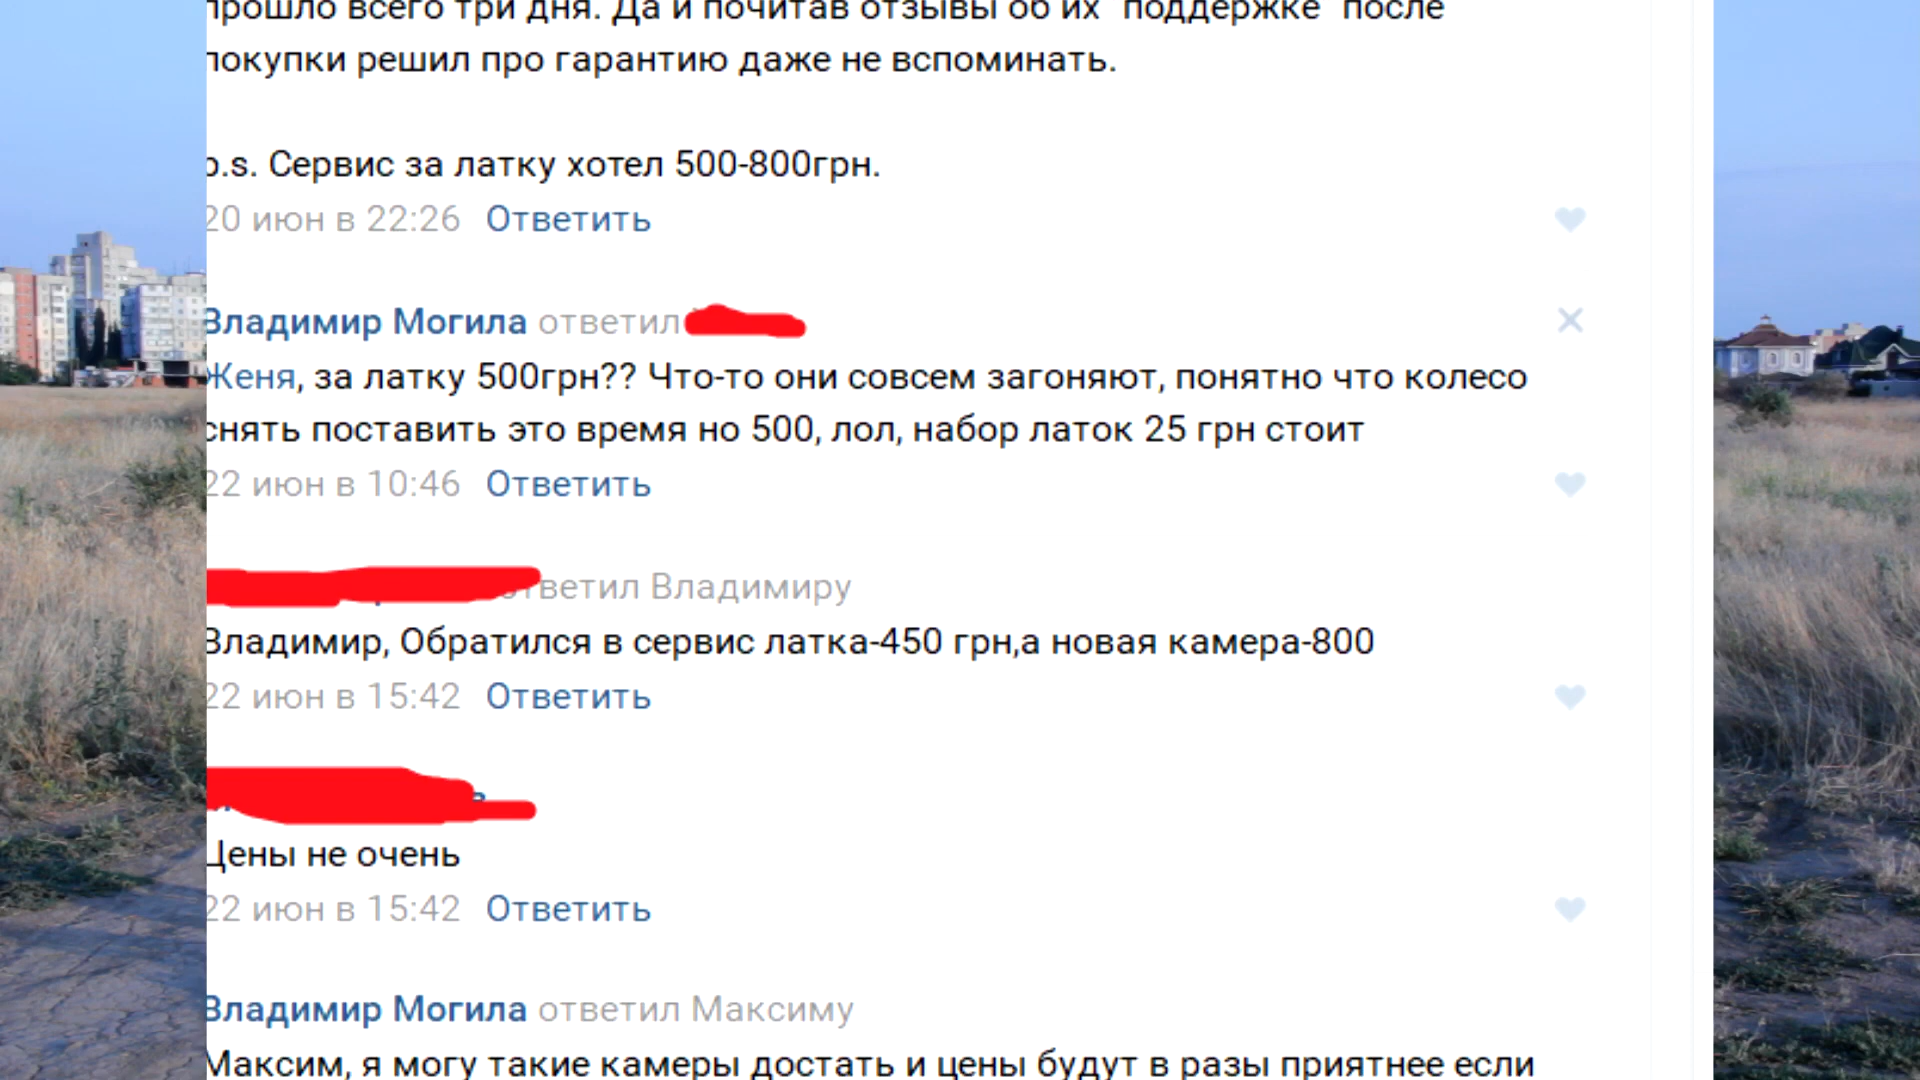 прошло всего три дня. Да и почитав отзывы об их "поддержке" после
покупки решил про гарантию даже не вспоминать.
p.s. Сервис за латку хотел 500-800грн.
20 июн в 22:26 Ответить
Владимир Могила ответил
Женя, за латку 500грн?? Что-то они совсем загоняют, понятно что колесо
снять поставить это время но 500, лол, набор латок 25 грн стоит
22 июн в 10:46 Ответить
ответил Владимиру
Владимир, Обратился в сервис латка-450 грн,а новая камера-800
22 июн в 15:42 Ответить
Цены не очень
22 июн в 15:42 Ответить
Владимир Могила ответил Максиму
Максим, я могу такие камеры достать и цены будут в разы приятнее если